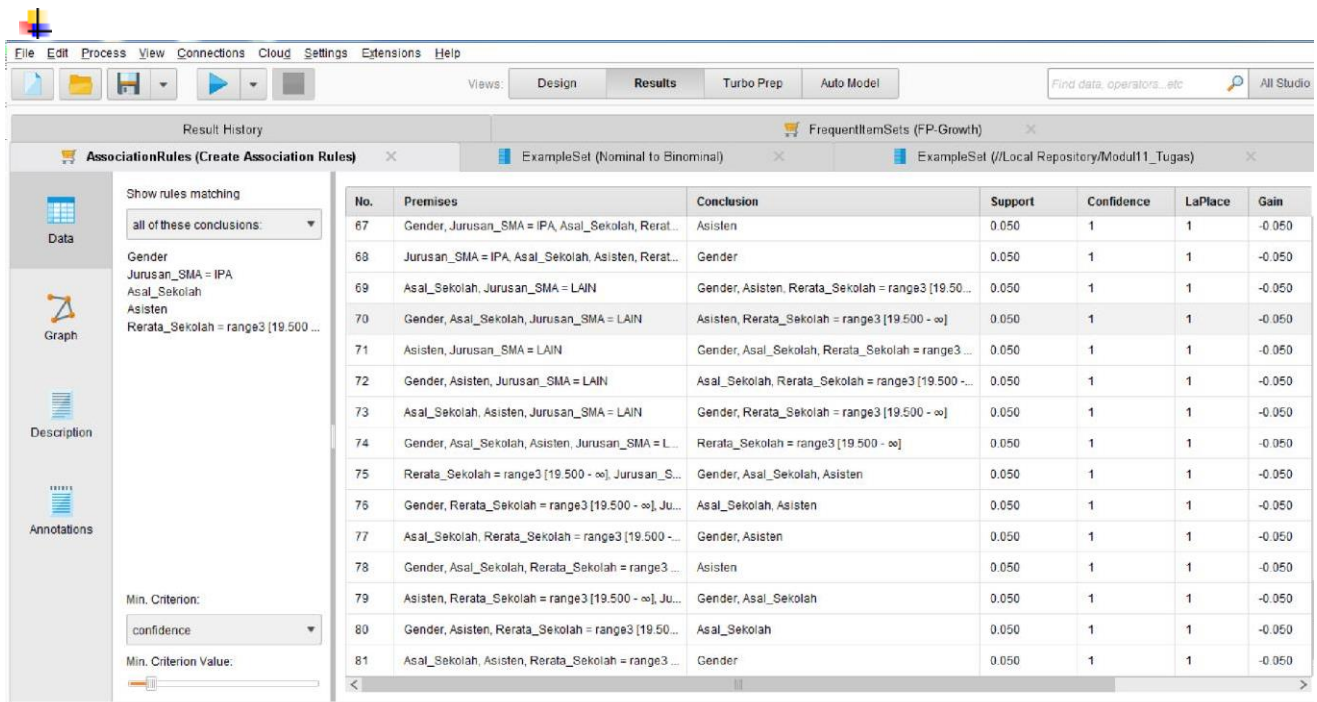 File Edit Process View Connections Cloud Settings Extensions Help
Views: Design Results Turbo Prep Auto Model Find data, operators...etc All Studio
Result History FrequentItemSets (FP-Growth)
AssociationRules (Create Association Rules) ExampleSet (Nominal to Binominal) ExampleSet (//Local Repository/Modul11_Tugas)
Data
Graph
Description
Annotations
Show rules matching
all of these conclusions:
Gender
Jurusan_SMA = IPA
Asal_Sekolah
Asisten
Rerata_Sekolah = range3 [19.500 ...
Min. Criterion:
confidence
Min. Criterion Value:
No. Premises Conclusion Support Confidence LaPlace Gain
67 Gender, Jurusan_SMA = IPA, Asal_Sekolah, Rerat... Asisten 0.050 1 1 -0.050
68 Jurusan_SMA = IPA, Asal_Sekolah, Asisten, Rerat... Gender 0.050 1 1 -0.050
69 Asal_Sekolah, Jurusan_SMA = LAIN Gender, Asisten, Rerata_Sekolah = range3 [19.50... 0.050 1 1 -0.050
70 Gender, Asal_Sekolah, Jurusan_SMA = LAIN Asisten, Rerata_Sekolah = range3 [19.500 - ∞] 0.050 1 1 -0.050
71 Asisten, Jurusan_SMA = LAIN Gender, Asal_Sekolah, Rerata_Sekolah = range3 ... 0.050 1 1 -0.050
72 Gender, Asisten, Jurusan_SMA = LAIN Asal_Sekolah, Rerata_Sekolah = range3 [19.500 -... 0.050 1 1 -0.050
73 Asal_Sekolah, Asisten, Jurusan_SMA = LAIN Gender, Rerata_Sekolah = range3 [19.500 - ∞] 0.050 1 1 -0.050
74 Gender, Asal_Sekolah, Asisten, Jurusan_SMA = L... Rerata_Sekolah = range3 [19.500 - ∞] 0.050 1 1 -0.050
75 Rerata_Sekolah = range3 [19.500 - ∞], Jurusan_S... Gender, Asal_Sekolah, Asisten 0.050 1 1 -0.050
76 Gender, Rerata_Sekolah = range3 [19.500 - ∞], Ju... Asal_Sekolah, Asisten 0.050 1 1 -0.050
77 Asal_Sekolah, Rerata_Sekolah = range3 [19.500 -... Gender, Asisten 0.050 1 1 -0.050
78 Gender, Asal_Sekolah, Rerata_Sekolah = range3 ... Asisten 0.050 1 1 -0.050
79 Asisten, Rerata_Sekolah = range3 [19.500 - ∞], Ju... Gender, Asal_Sekolah 0.050 1 1 -0.050
80 Gender, Asisten, Rerata_Sekolah = range3 [19.50... Asal_Sekolah 0.050 1 1 -0.050
81 Asal_Sekolah, Asisten, Rerata_Sekolah = range3 ... Gender 0.050 1 1 -0.050